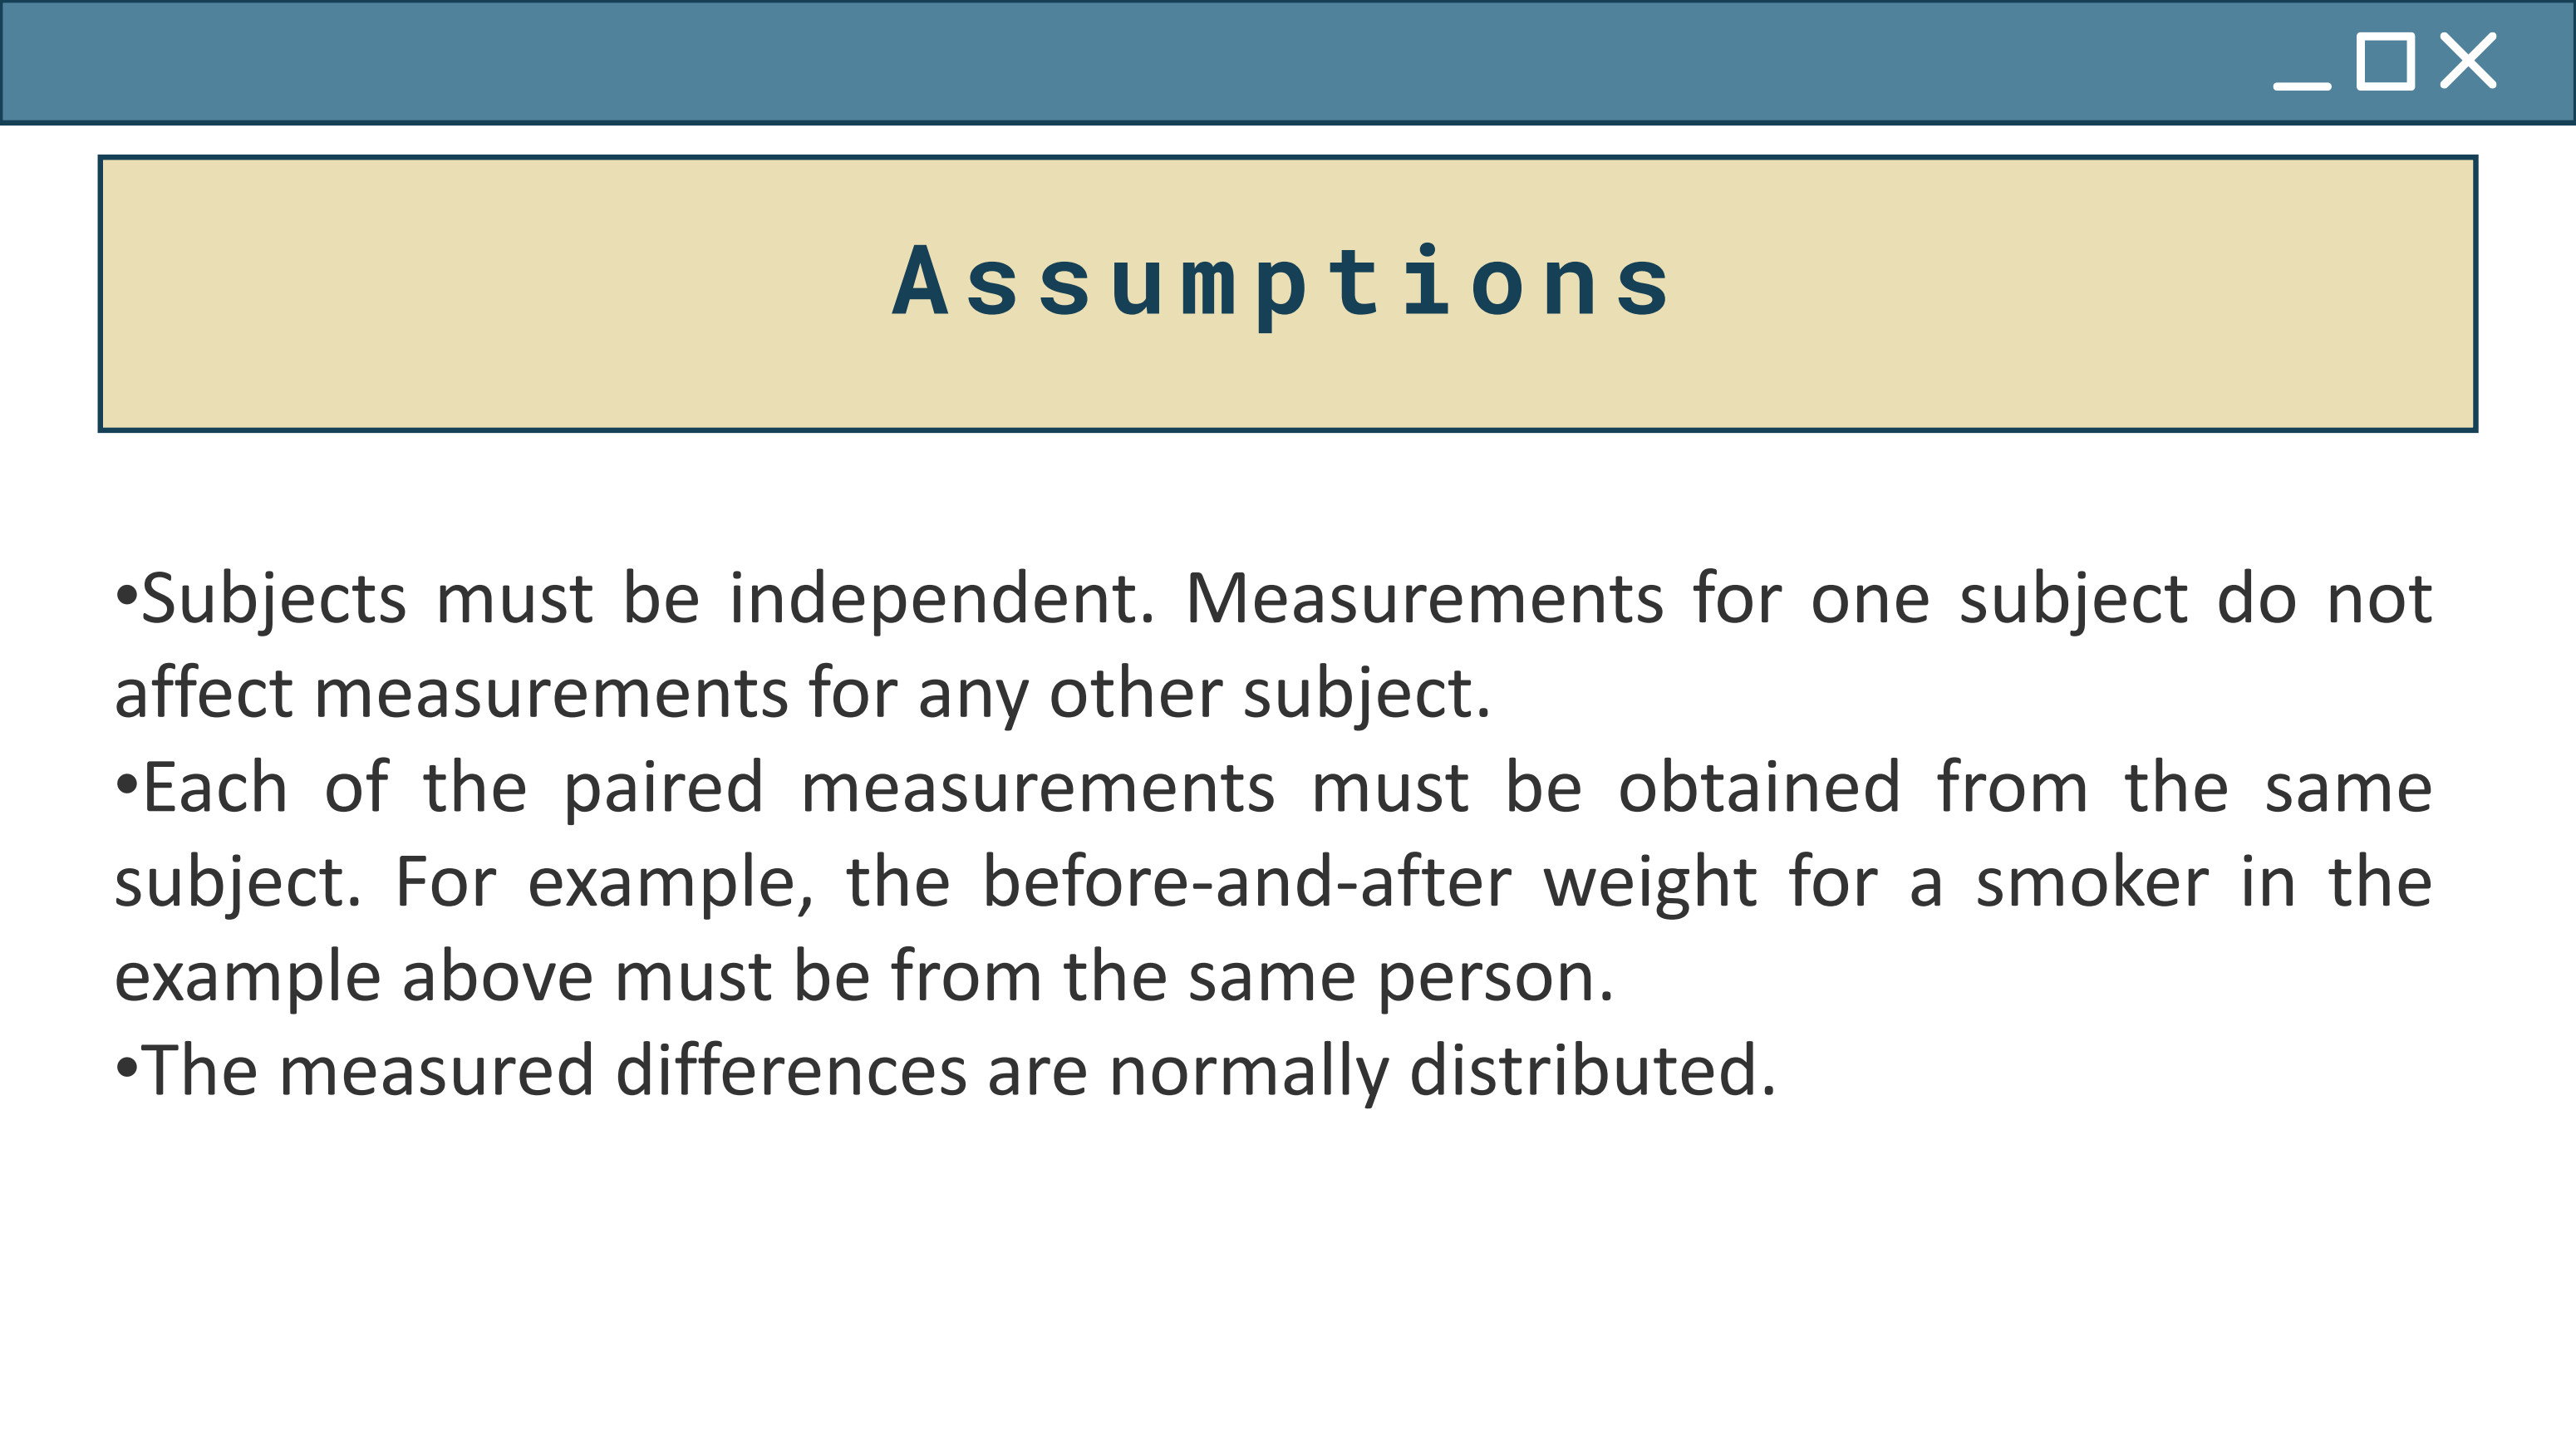 Assumptions
•Subjects must be independent. Measurements for one subject do not
affect measurements for any other subject.
•Each of the paired measurements must be obtained from the same
subject. For example, the before-and-after weight for a smoker in the
example above must be from the same person.
•The measured differences are normally distributed.